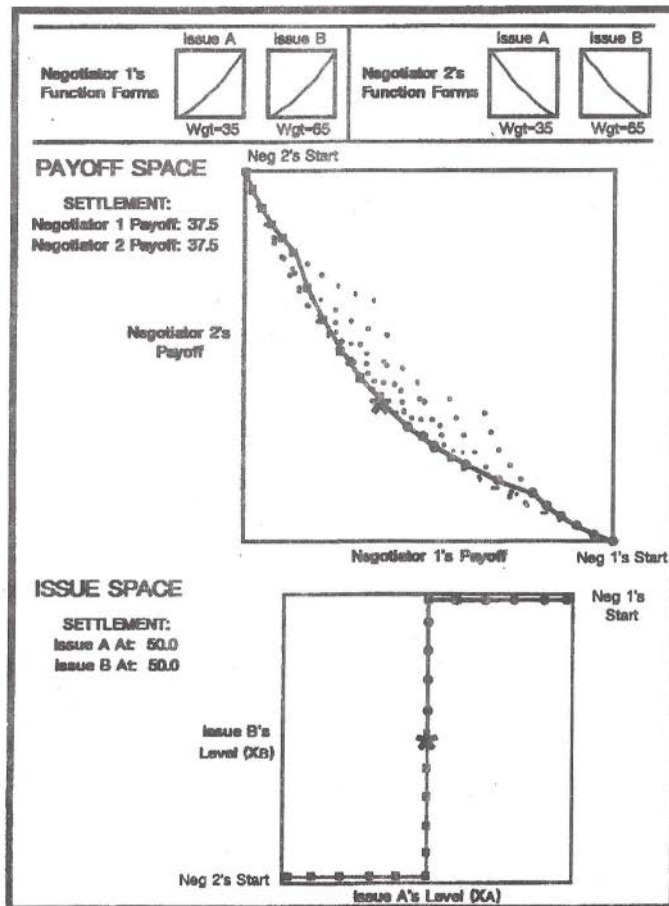 Issue A
Issue B
Issue A
Issue B
Negotiator 1's
Function Forms
Negotiator 2's
Function Forms
Wgt=35
Wgt=65
Wgt=35
Wgt=65
PAYOFF SPACE
Neg 2's Start
SETTLEMENT:
Negotiator 1 Payoff: 37.5
Negotiator 2 Payoff: 37.5
Negotiator 2's
Payoff
Negotiator 1's Payoff
Neg 1's Start
ISSUE SPACE
SETTLEMENT:
Issue A At: 50.0
Issue B At: 50.0
Neg 1's
Start
Issue B's
Level (XB)
Neg 2's Start
Issue A's Level (XA)